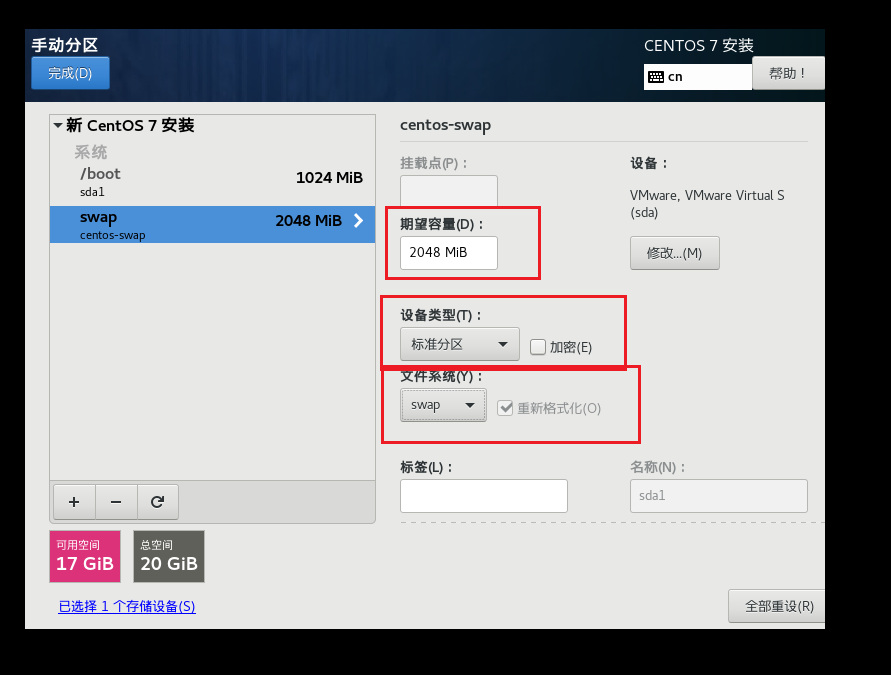 手动分区
CENTOS 7 安装
完成(D)
cn
帮助！
新 CentOS 7 安装
系统
/boot
1024 MiB
sda1
swap
2048 MiB
centos-swap
centos-swap
挂载点(P)：
设备：
VMware, VMware Virtual S
(sda)
期望容量(D)：
2048 MiB
修改...(M)
设备类型(T)：
标准分区
加密(E)
文件系统(Y)：
swap
重新格式化(O)
标签(L)：
名称(N)：
sda1
+
−
可用空间
17 GiB
总空间
20 GiB
已选择 1 个存储设备(S)
全部重设(R)